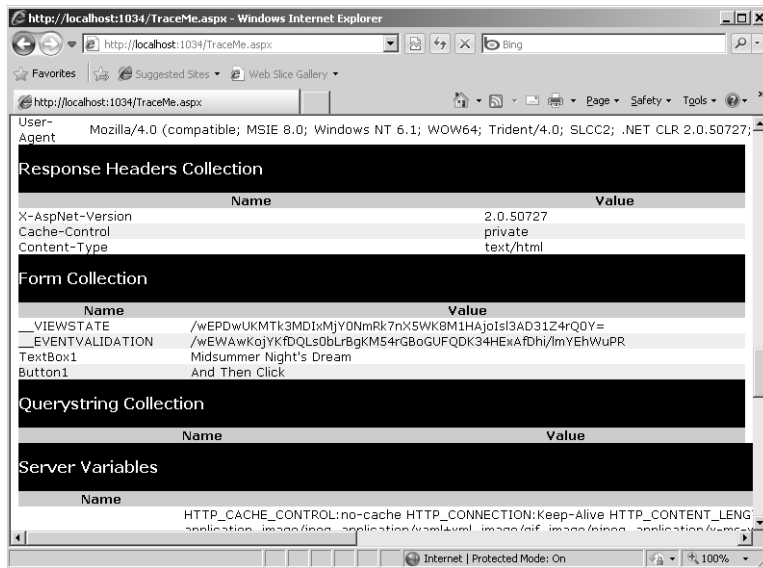 http://localhost:1034/TraceMe.aspx - Windows Internet Explorer
http://localhost:1034/TraceMe.aspx
Bing
Favorites Suggested Sites Web Slice Gallery
http://localhost:1034/TraceMe.aspx
Page Safety Tools
User-Agent Mozilla/4.0 (compatible; MSIE 8.0; Windows NT 6.1; WOW64; Trident/4.0; SLCC2; .NET CLR 2.0.50727;
Response Headers Collection
Name Value
X-AspNet-Version 2.0.50727
Cache-Control private
Content-Type text/html
Form Collection
Name Value
__VIEWSTATE /wEPDwUKMTk3MDIxMjY0NmRk7nX5WK8M1HAjoIsl3AD31Z4rQ0Y=
__EVENTVALIDATION /wEWAwKojYKfDQLs0bLrBgKM54rGBoGUFQDK34HExAfDhi/lmYEhWuPR
TextBox1 Midsummer Night's Dream
Button1 And Then Click
Querystring Collection
Name Value
Server Variables
Name
HTTP_CACHE_CONTROL:no-cache HTTP_CONNECTION:Keep-Alive HTTP_CONTENT_LENG
Internet | Protected Mode: On 100%